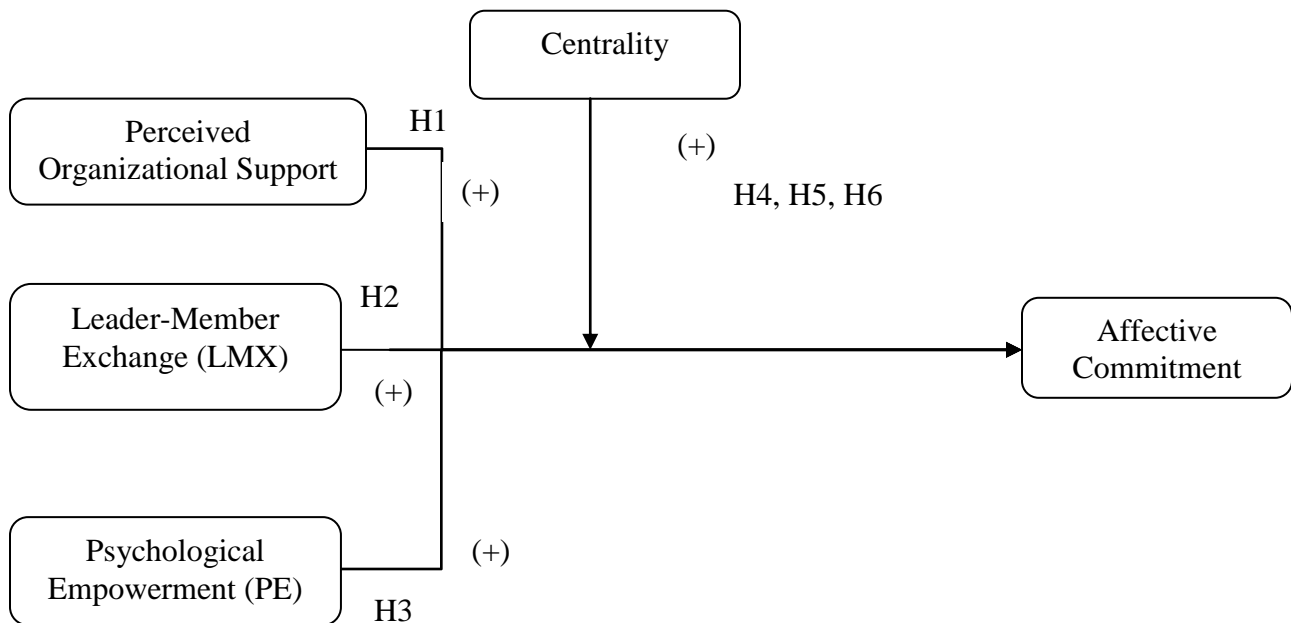 Centrality
Perceived
Organizational Support
H1
(+)
(+)
H4, H5, H6
Leader-Member
Exchange (LMX)
H2
(+)
Affective
Commitment
Psychological
Empowerment (PE)
(+)
H3